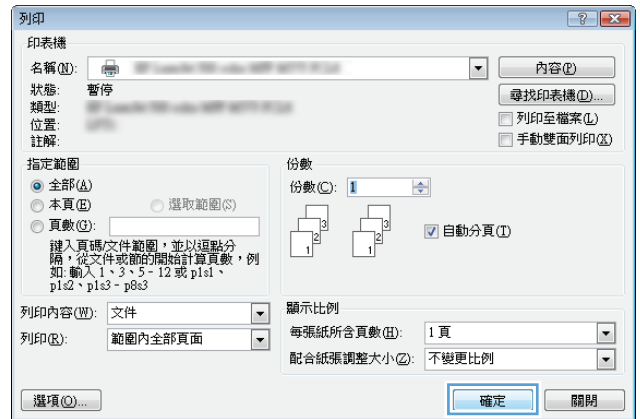 列印
印表機
名稱(N):
內容(P)
狀態: 暫停
尋找印表機(D)...
類型:
位置:
列印至檔案(L)
註解:
手動雙面列印(X)
指定範圍
全部(A)
本頁(E) 選取範圍(S)
頁數(G):
鍵入頁碼/文件範圍，並以逗點分
隔，從文件或節的開始計算頁數，例
如: 輸入 1、3、5 - 12 或 p1s1、
p1s2、p1s3 - p8s3
份數
份數(C): 1
1 2 3 1 2 3
自動分頁(T)
列印內容(W): 文件
列印(R): 範圍內全部頁面
顯示比例
每張紙所含頁數(H): 1 頁
配合紙張調整大小(Z): 不變更比例
選項(O)...
確定
關閉